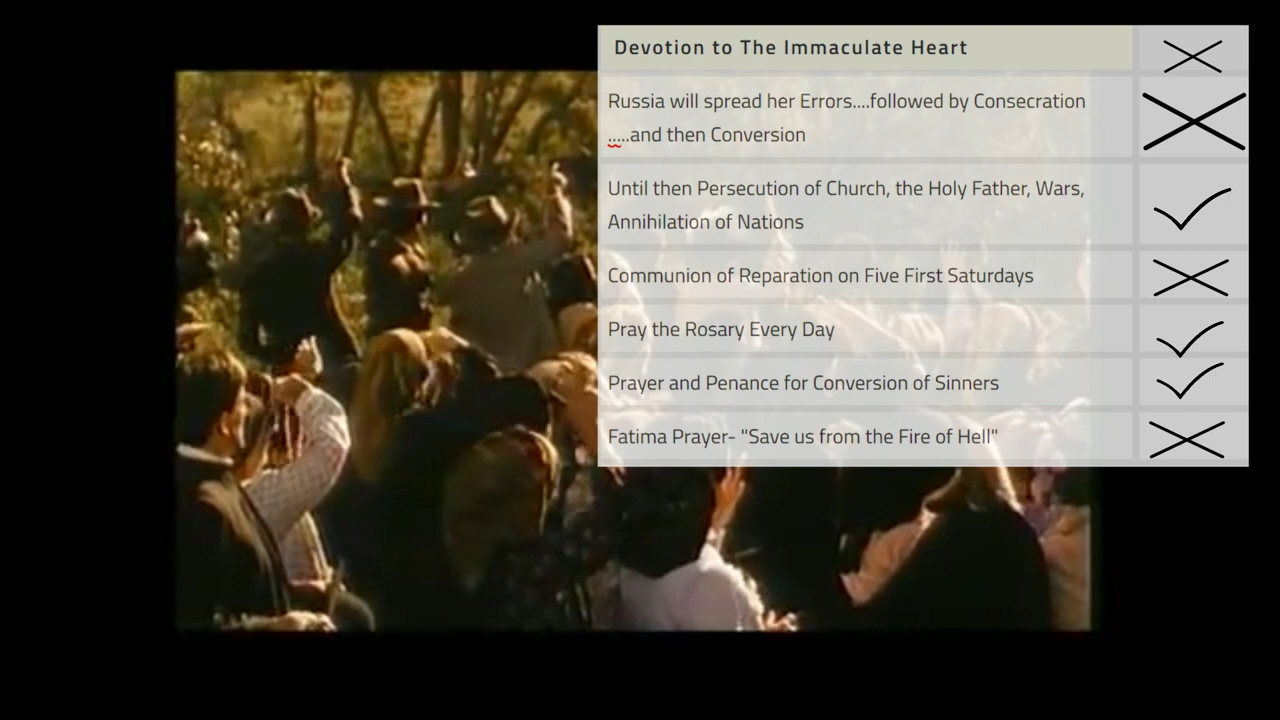 Devotion to The Immaculate Heart
Russia will spread her Errors....followed by Consecration
.....and then Conversion
Until then Persecution of Church, the Holy Father, Wars,
Annihilation of Nations
Communion of Reparation on Five First Saturdays
Pray the Rosary Every Day
Prayer and Penance for Conversion of Sinners
Fatima Prayer- "Save us from the Fire of Hell"